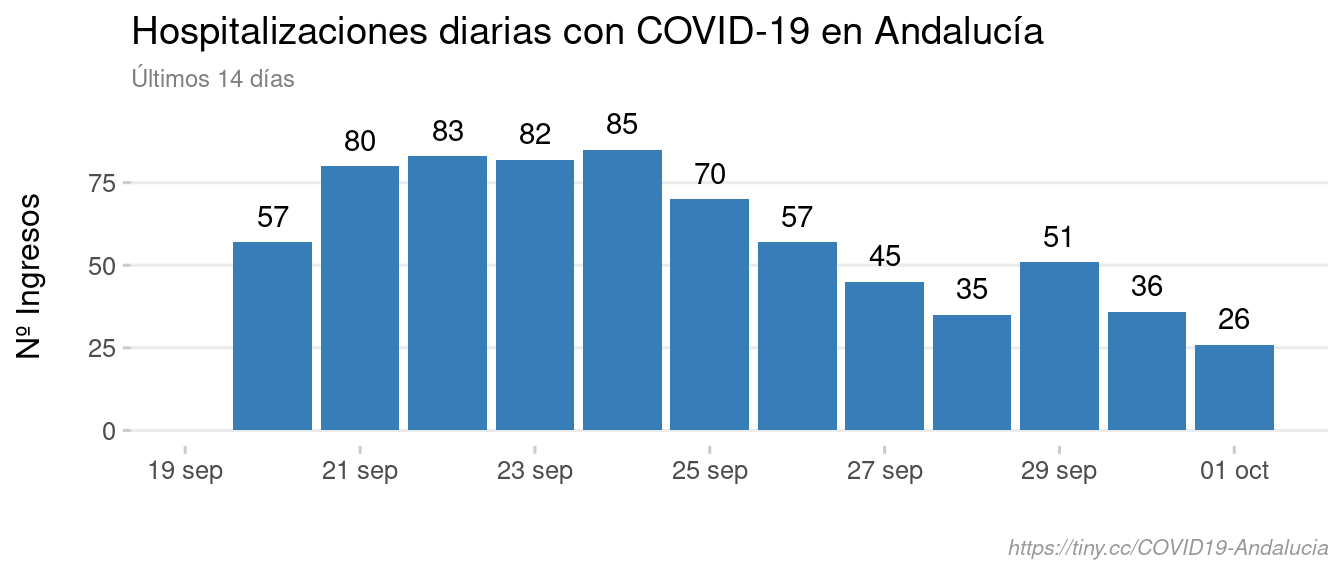 Hospitalizaciones diarias con COVID-19 en Andalucía
Últimos 14 días
Nº Ingresos
75
50
25
0
57
80
83
82
85
70
57
45
35
51
36
26
19 sep
21 sep
23 sep
25 sep
27 sep
29 sep
01 oct
https://tiny.cc/COVID19-Andalucia